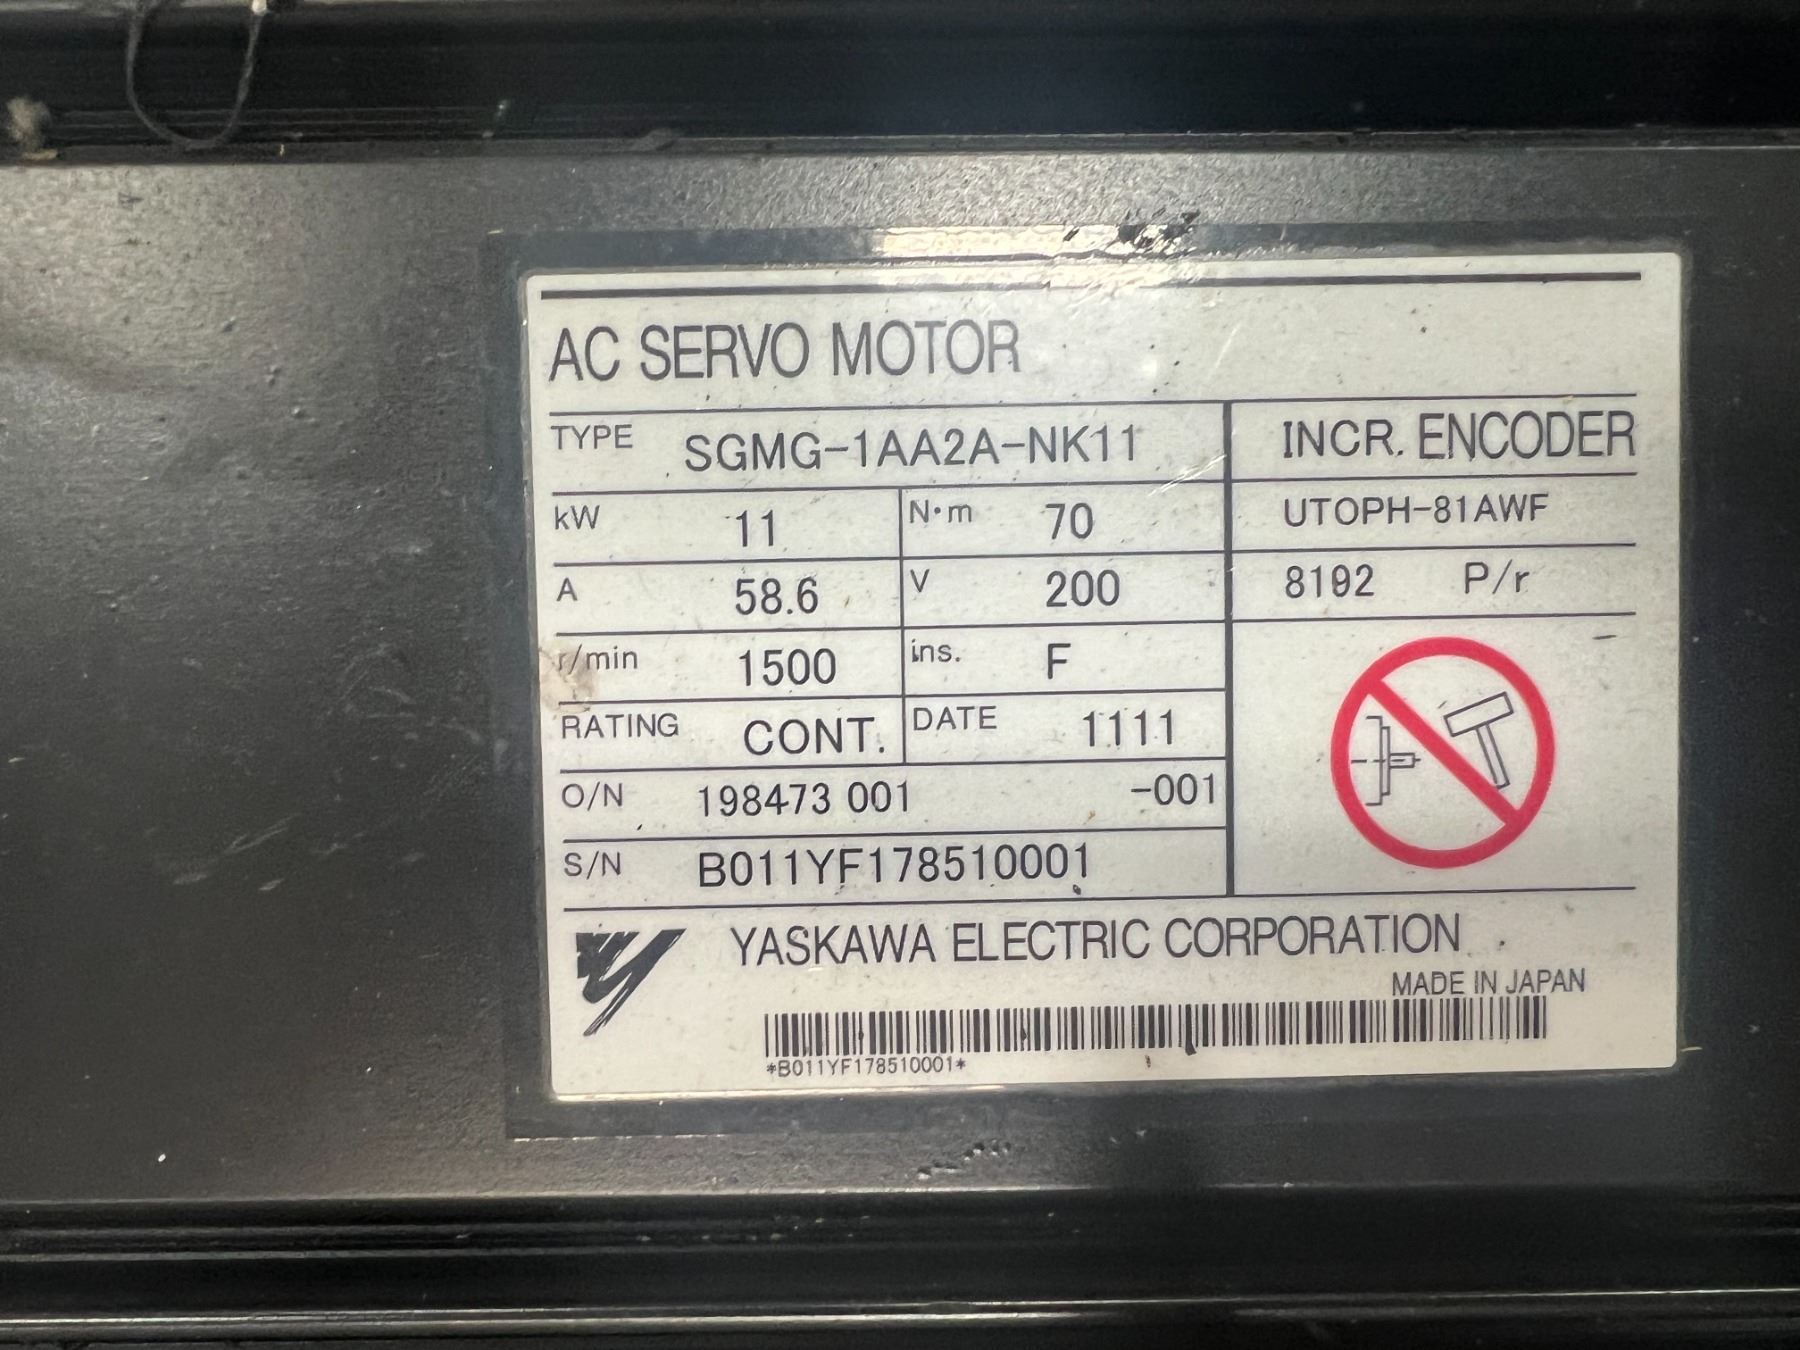 AC SERVO MOTOR
TYPE SGMG-1AA2A-NK11 INCR. ENCODER
kW 11 N·m 70 UTOPH-81AWF
A 58.6 V 200 8192 P/r
r/min 1500 ins. F
RATING CONT. DATE 1111
O/N 198473 001 -001
S/N B011YF178510001
YASKAWA ELECTRIC CORPORATION
MADE IN JAPAN
*B011YF178510001*